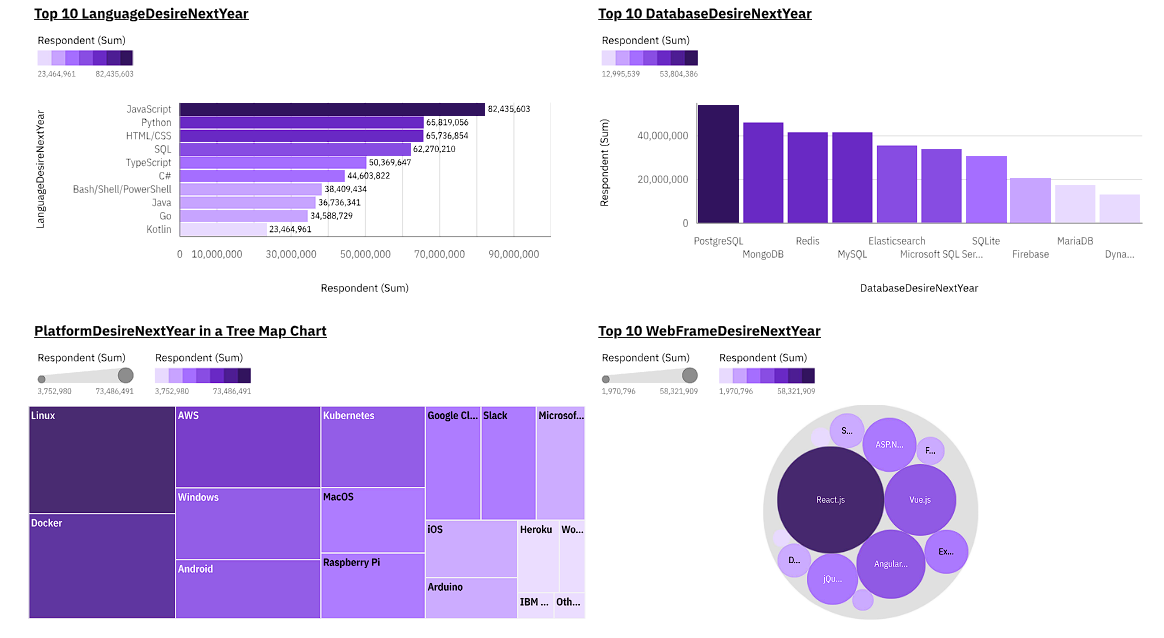 Top 10 LanguageDesireNextYear
Respondent (Sum)
23,464,961 82,435,603
LanguageDesireNextYear
JavaScript 82,435,603
Python 65,819,056
HTML/CSS 65,736,854
SQL 62,270,210
TypeScript 50,369,647
C# 44,603,822
Bash/Shell/PowerShell 38,409,434
Java 36,736,341
Go 34,588,729
Kotlin 23,464,961
0 10,000,000 30,000,000 50,000,000 70,000,000 90,000,000
Respondent (Sum)
Top 10 DatabaseDesireNextYear
Respondent (Sum)
12,995,539 53,804,386
Respondent (Sum)
40,000,000
20,000,000
0
PostgreSQL Redis Elasticsearch SQLite MariaDB
MongoDB MySQL Microsoft SQL Ser... Firebase Dyna...
DatabaseDesireNextYear
PlatformDesireNextYear in a Tree Map Chart
Respondent (Sum) Respondent (Sum)
3,752,980 73,486,491 3,752,980 73,486,491
Linux AWS Kubernetes Google Cl... Slack Microsof...
Windows MacOS
Docker iOS Heroku Wo...
Android Raspberry Pi
Arduino IBM ... Oth...
Top 10 WebFrameDesireNextYear
Respondent (Sum) Respondent (Sum)
1,970,796 58,321,909 1,970,796 58,321,909
S...
ASP.N...
F...
React.js Vue.js
Ex...
D... Angular...
jQu...